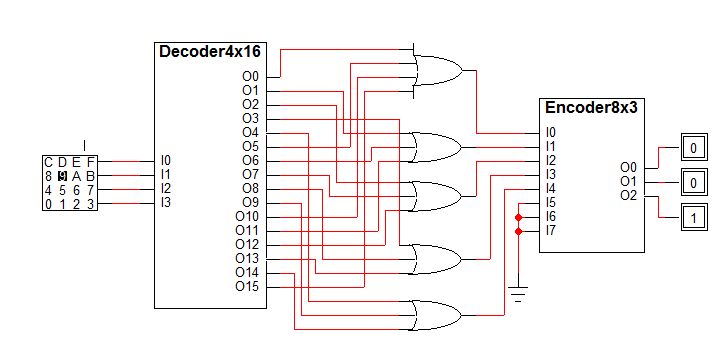 Decoder4x16
O0
O1
O2
O3
O4
O5
O6
O7
O8
O9
O10
O11
O12
O13
O14
O15
I0
I1
I2
I3
C D E F
8 9 A B
4 5 6 7
0 1 2 3
Encoder8x3
I0
I1
I2
I3
I4
I5
I6
I7
O0
O1
O2
0
0
1